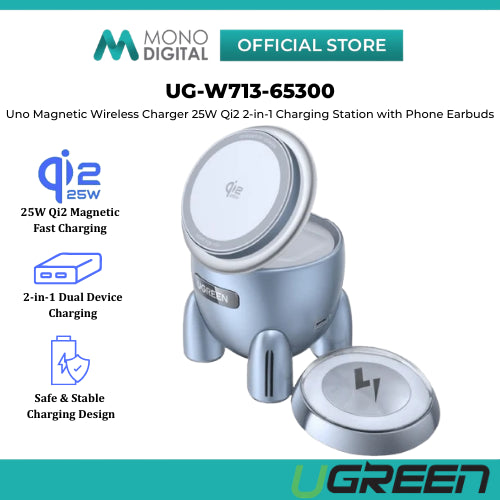 MONO
DIGITAL
OFFICIAL STORE
UG-W713-65300
Uno Magnetic Wireless Charger 25W Qi2 2-in-1 Charging Station with Phone Earbuds
Qi2
25W
25W Qi2 Magnetic
Fast Charging
2-in-1 Dual Device
Charging
Safe & Stable
Charging Design
Qi2
UGREEN
UGREEN